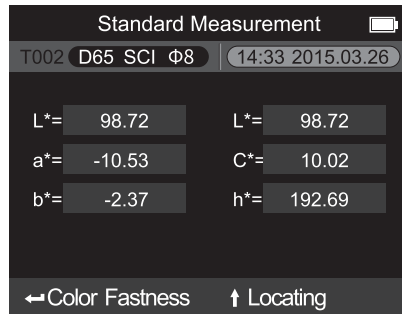 Standard Measurement
T002 D65 SCI Φ8 14:33 2015.03.26
L*= 98.72 L*= 98.72
a*= -10.53 C*= 10.02
b*= -2.37 h*= 192.69
Color Fastness Locating